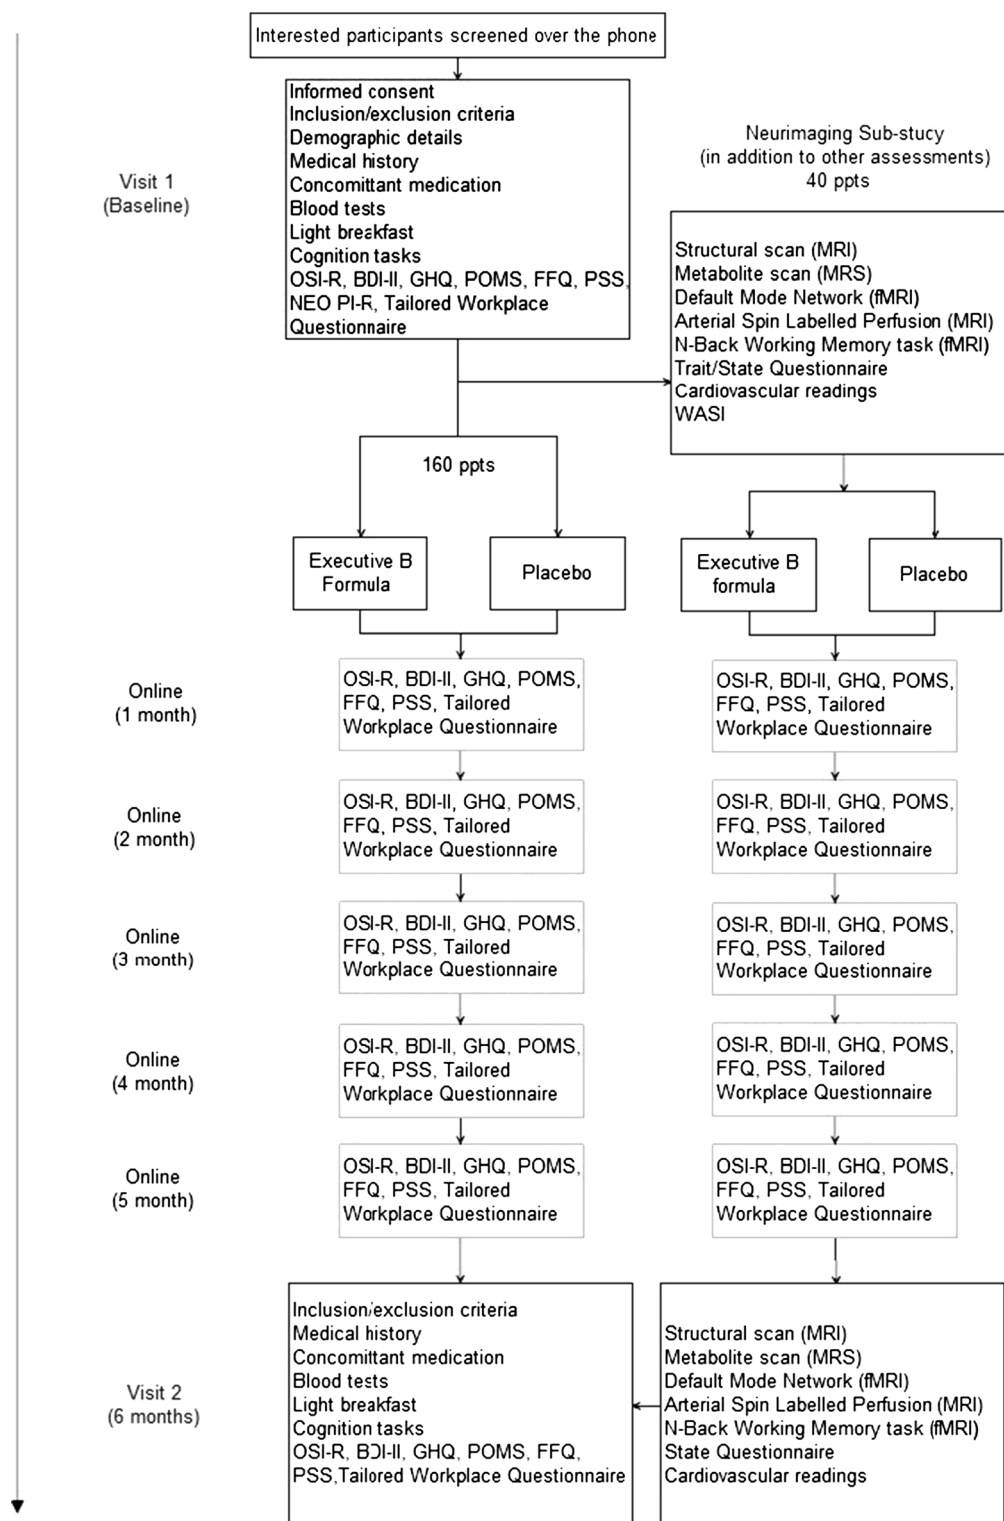 Interested participants screened over the phone
Informed consent
Inclusion/exclusion criteria
Demographic details
Medical history
Concomittant medication
Blood tests
Light breakfast
Cognition tasks
OSI-R, BDI-II, GHQ, POMS, FFQ, PSS,
NEO PI-R, Tailored Workplace
Questionnaire
Visit 1
(Baseline)
Neurimaging Sub-stucy
(in addition to other assessments)
40 ppts
Structural scan (MRI)
Metabolite scan (MRS)
Default Mode Network (fMRI)
Arterial Spin Labelled Perfusion (MRI)
N-Back Working Memory task (fMRI)
Trait/State Questionnaire
Cardiovascular readings
WASI
160 ppts
Executive B
Formula
Placebo
Executive B
formula
Placebo
Online
(1 month)
OSI-R, BDI-II, GHQ, POMS,
FFQ, PSS, Tailored
Workplace Questionnaire
OSI-R, BDI-II, GHQ, POMS,
FFQ, PSS, Tailored
Workplace Questionnaire
Online
(2 month)
OSI-R, BDI-II, GHQ, POMS,
FFQ, PSS, Tailored
Workplace Questionnaire
OSI-R, BDI-II, GHQ, POMS,
FFQ, PSS, Tailored
Workplace Questionnaire
Online
(3 month)
OSI-R, BDI-II, GHQ, POMS,
FFQ, PSS, Tailored
Workplace Questionnaire
OSI-R, BDI-II, GHQ, POMS,
FFQ, PSS, Tailored
Workplace Questionnaire
Online
(4 month)
OSI-R, BDI-II, GHQ, POMS,
FFQ, PSS, Tailored
Workplace Questionnaire
OSI-R, BDI-II, GHQ, POMS,
FFQ, PSS, Tailored
Workplace Questionnaire
Online
(5 month)
OSI-R, BDI-II, GHQ, POMS,
FFQ, PSS, Tailored
Workplace Questionnaire
OSI-R, BDI-II, GHQ, POMS,
FFQ, PSS, Tailored
Workplace Questionnaire
Visit 2
(6 months)
Inclusion/exclusion criteria
Medical history
Concomittant medication
Blood tests
Light breakfast
Cognition tasks
OSI-R, BDI-II, GHQ, POMS, FFQ,
PSS,Tailored Workplace Questionnaire
Structural scan (MRI)
Metabolite scan (MRS)
Default Mode Network (fMRI)
Arterial Spin Labelled Perfusion (MRI)
N-Back Working Memory task (fMRI)
State Questionnaire
Cardiovascular readings